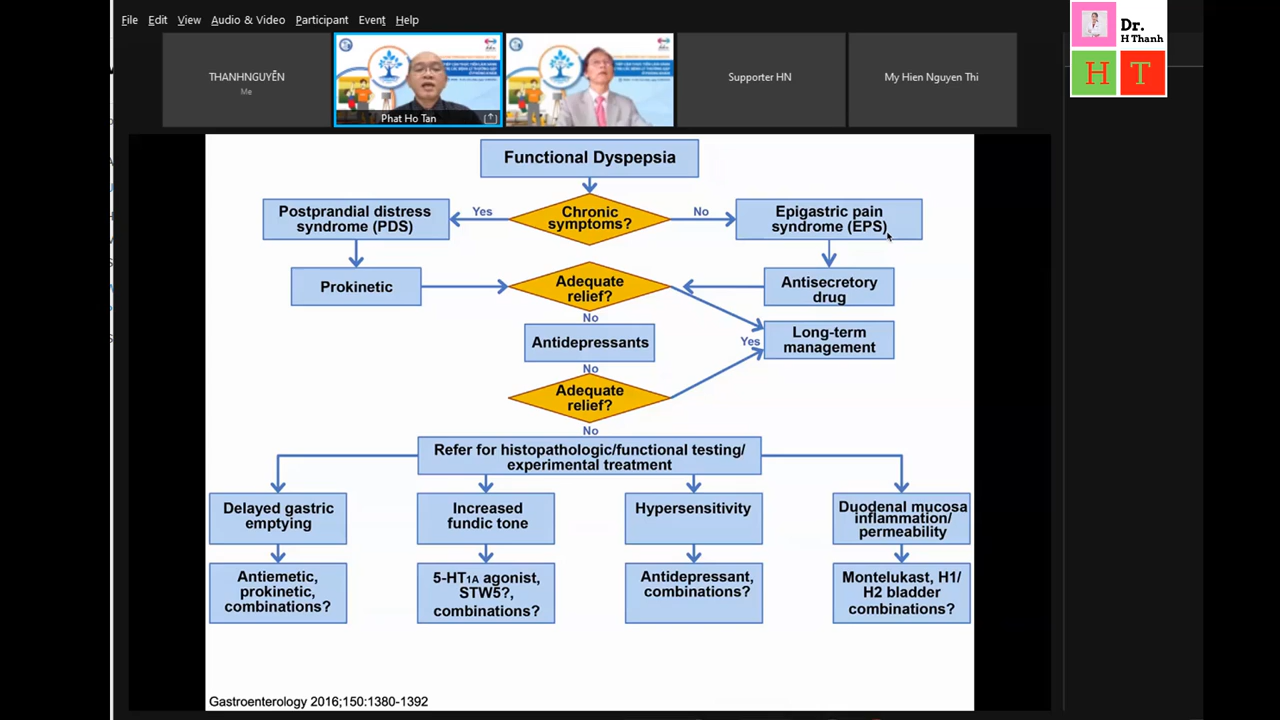 File Edit View Audio & Video Participant Event Help
Dr.
H Thanh
H T
THANHNGUYỄN
Me
Phat Ho Tan
Supporter HN
My Hien Nguyen Thi
Functional Dyspepsia
Postprandial distress
syndrome (PDS)
Yes
Chronic
symptoms?
No
Epigastric pain
syndrome (EPS)
Prokinetic
Adequate
relief?
Antisecretory
drug
No
Antidepressants
Yes
Long-term
management
No
Adequate
relief?
No
Refer for histopathologic/functional testing/
experimental treatment
Delayed gastric
emptying
Increased
fundic tone
Hypersensitivity
Duodenal mucosa
inflammation/
permeability
Antiemetic,
prokinetic,
combinations?
5-HT1A agonist,
STW5?,
combinations?
Antidepressant,
combinations?
Montelukast, H1/
H2 bladder
combinations?
Gastroenterology 2016;150:1380-1392